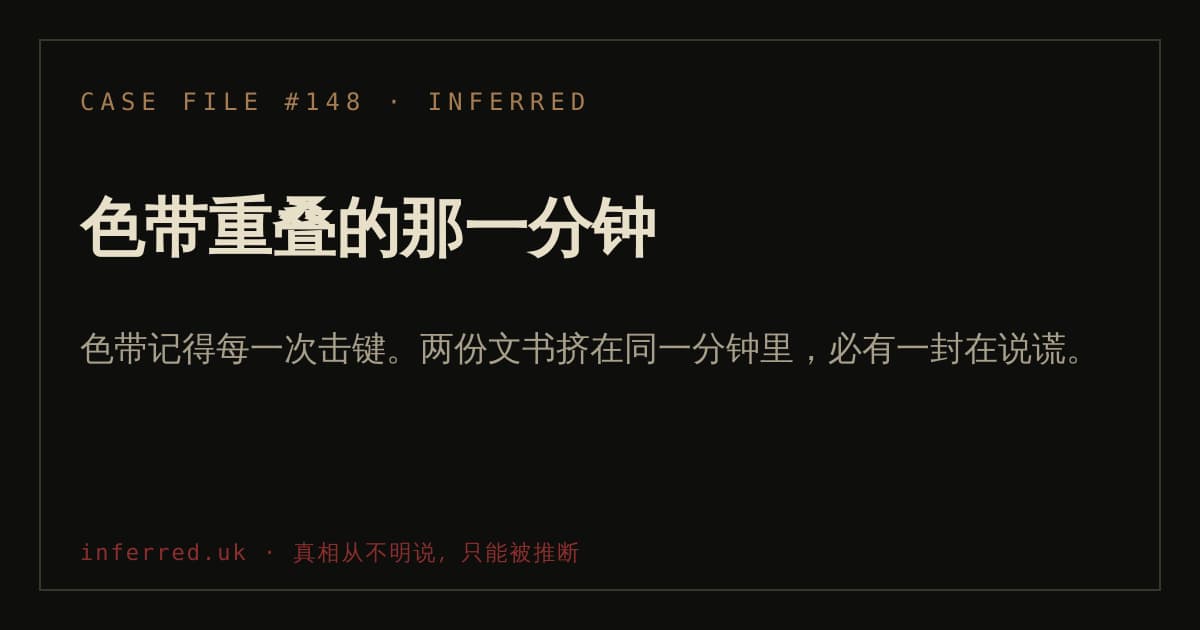 CASE FILE #148 · INFERRED
色带重叠的那一分钟
色带记得每一次击键。两份文书挤在同一分钟里，必有一封在说谎。
inferred.uk · 真相从不明说，只能被推断